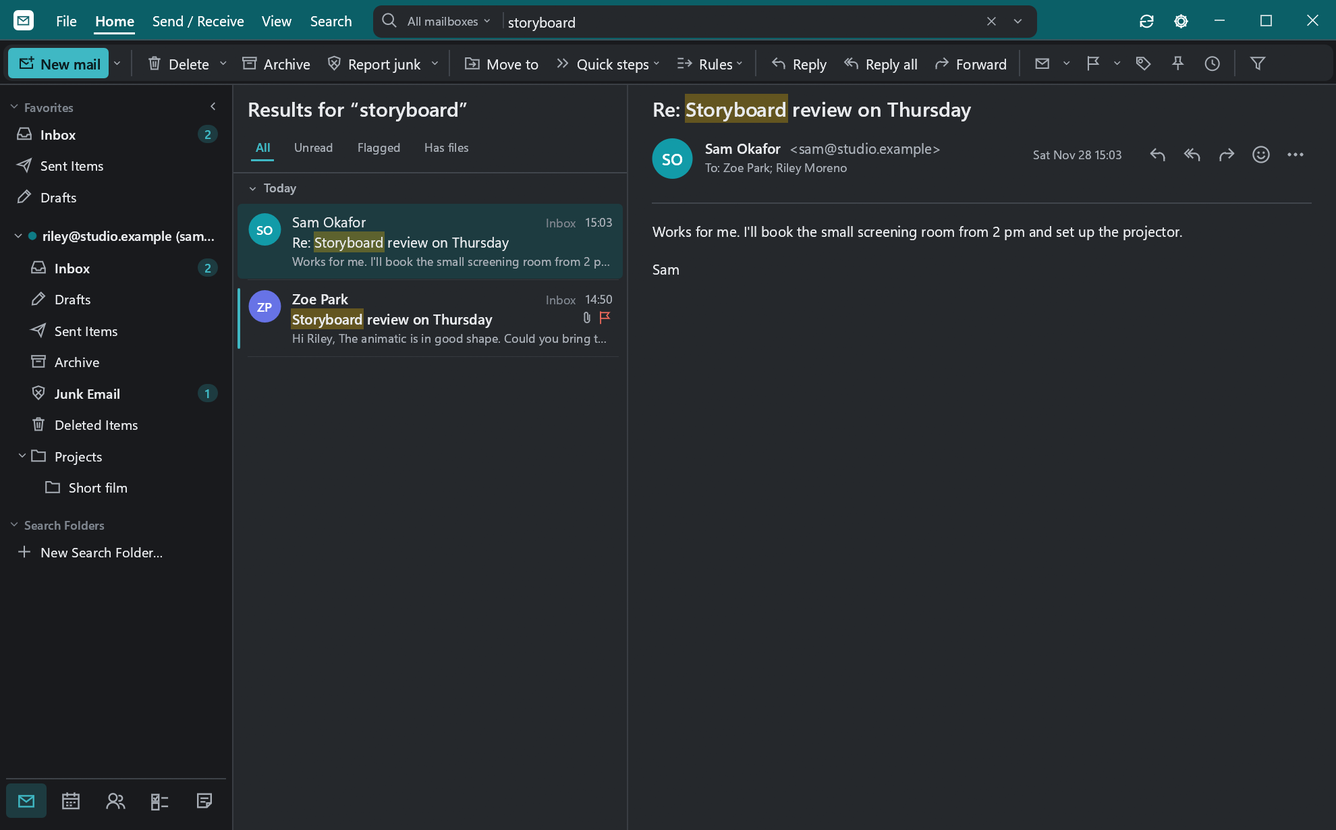 File Home Send / Receive View Search All mailboxes storyboard
New mail Delete Archive Report junk Move to Quick steps Rules Reply Reply all Forward
Favorites
Inbox 2
Sent Items
Drafts
riley@studio.example (sam...
Inbox 2
Drafts
Sent Items
Archive
Junk Email 1
Deleted Items
Projects
Short film
Search Folders
New Search Folder...
Results for “storyboard”
All Unread Flagged Has files
Today
SO
Sam Okafor Inbox 15:03
Re: Storyboard review on Thursday
Works for me. I'll book the small screening room from 2 p...
ZP
Zoe Park Inbox 14:50
Storyboard review on Thursday
Hi Riley, The animatic is in good shape. Could you bring t...
Re: Storyboard review on Thursday
SO
Sam Okafor <sam@studio.example> Sat Nov 28 15:03
To: Zoe Park; Riley Moreno
Works for me. I'll book the small screening room from 2 pm and set up the projector.
Sam